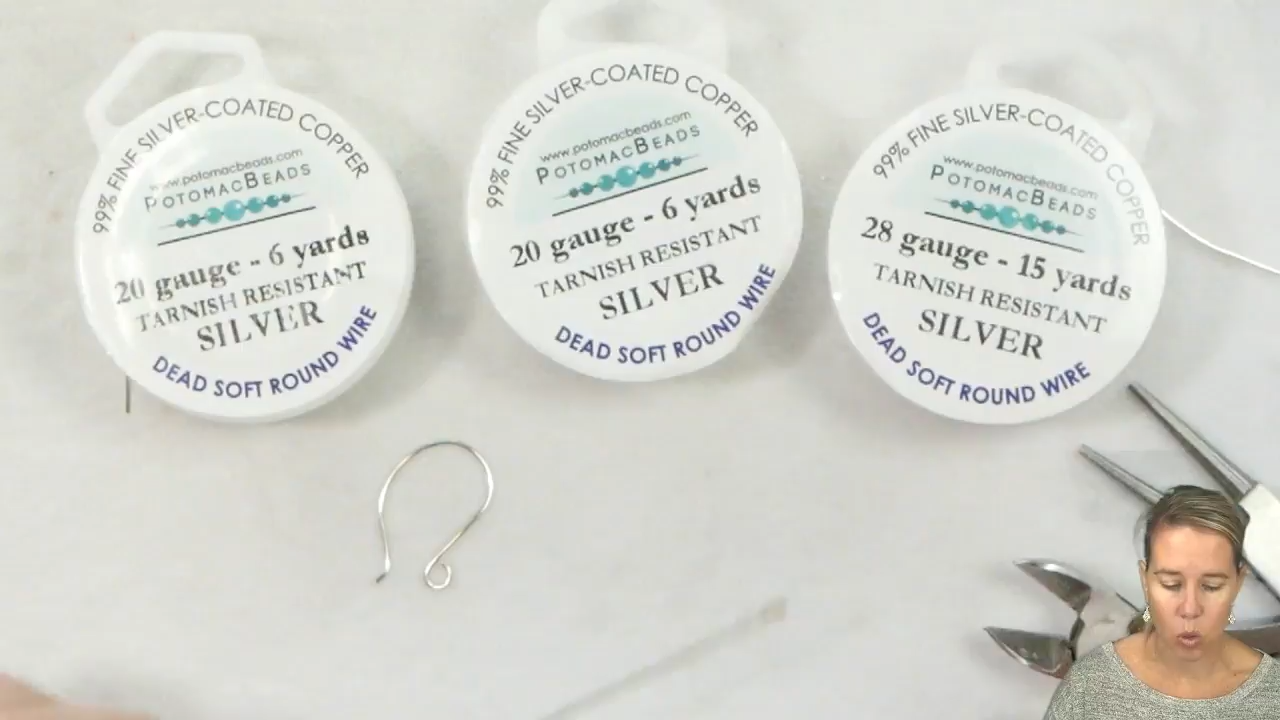 99% FINE SILVER-COATED COPPER
www.potomacbeads.com
POTOMACBEADS
20 gauge - 6 yards
TARNISH RESISTANT
SILVER
DEAD SOFT ROUND WIRE
99% FINE SILVER-COATED COPPER
www.potomacbeads.com
POTOMACBEADS
20 gauge - 6 yards
TARNISH RESISTANT
SILVER
DEAD SOFT ROUND WIRE
99% FINE SILVER-COATED COPPER
www.potomacbeads.com
POTOMACBEADS
28 gauge - 15 yards
TARNISH RESISTANT
SILVER
DEAD SOFT ROUND WIRE